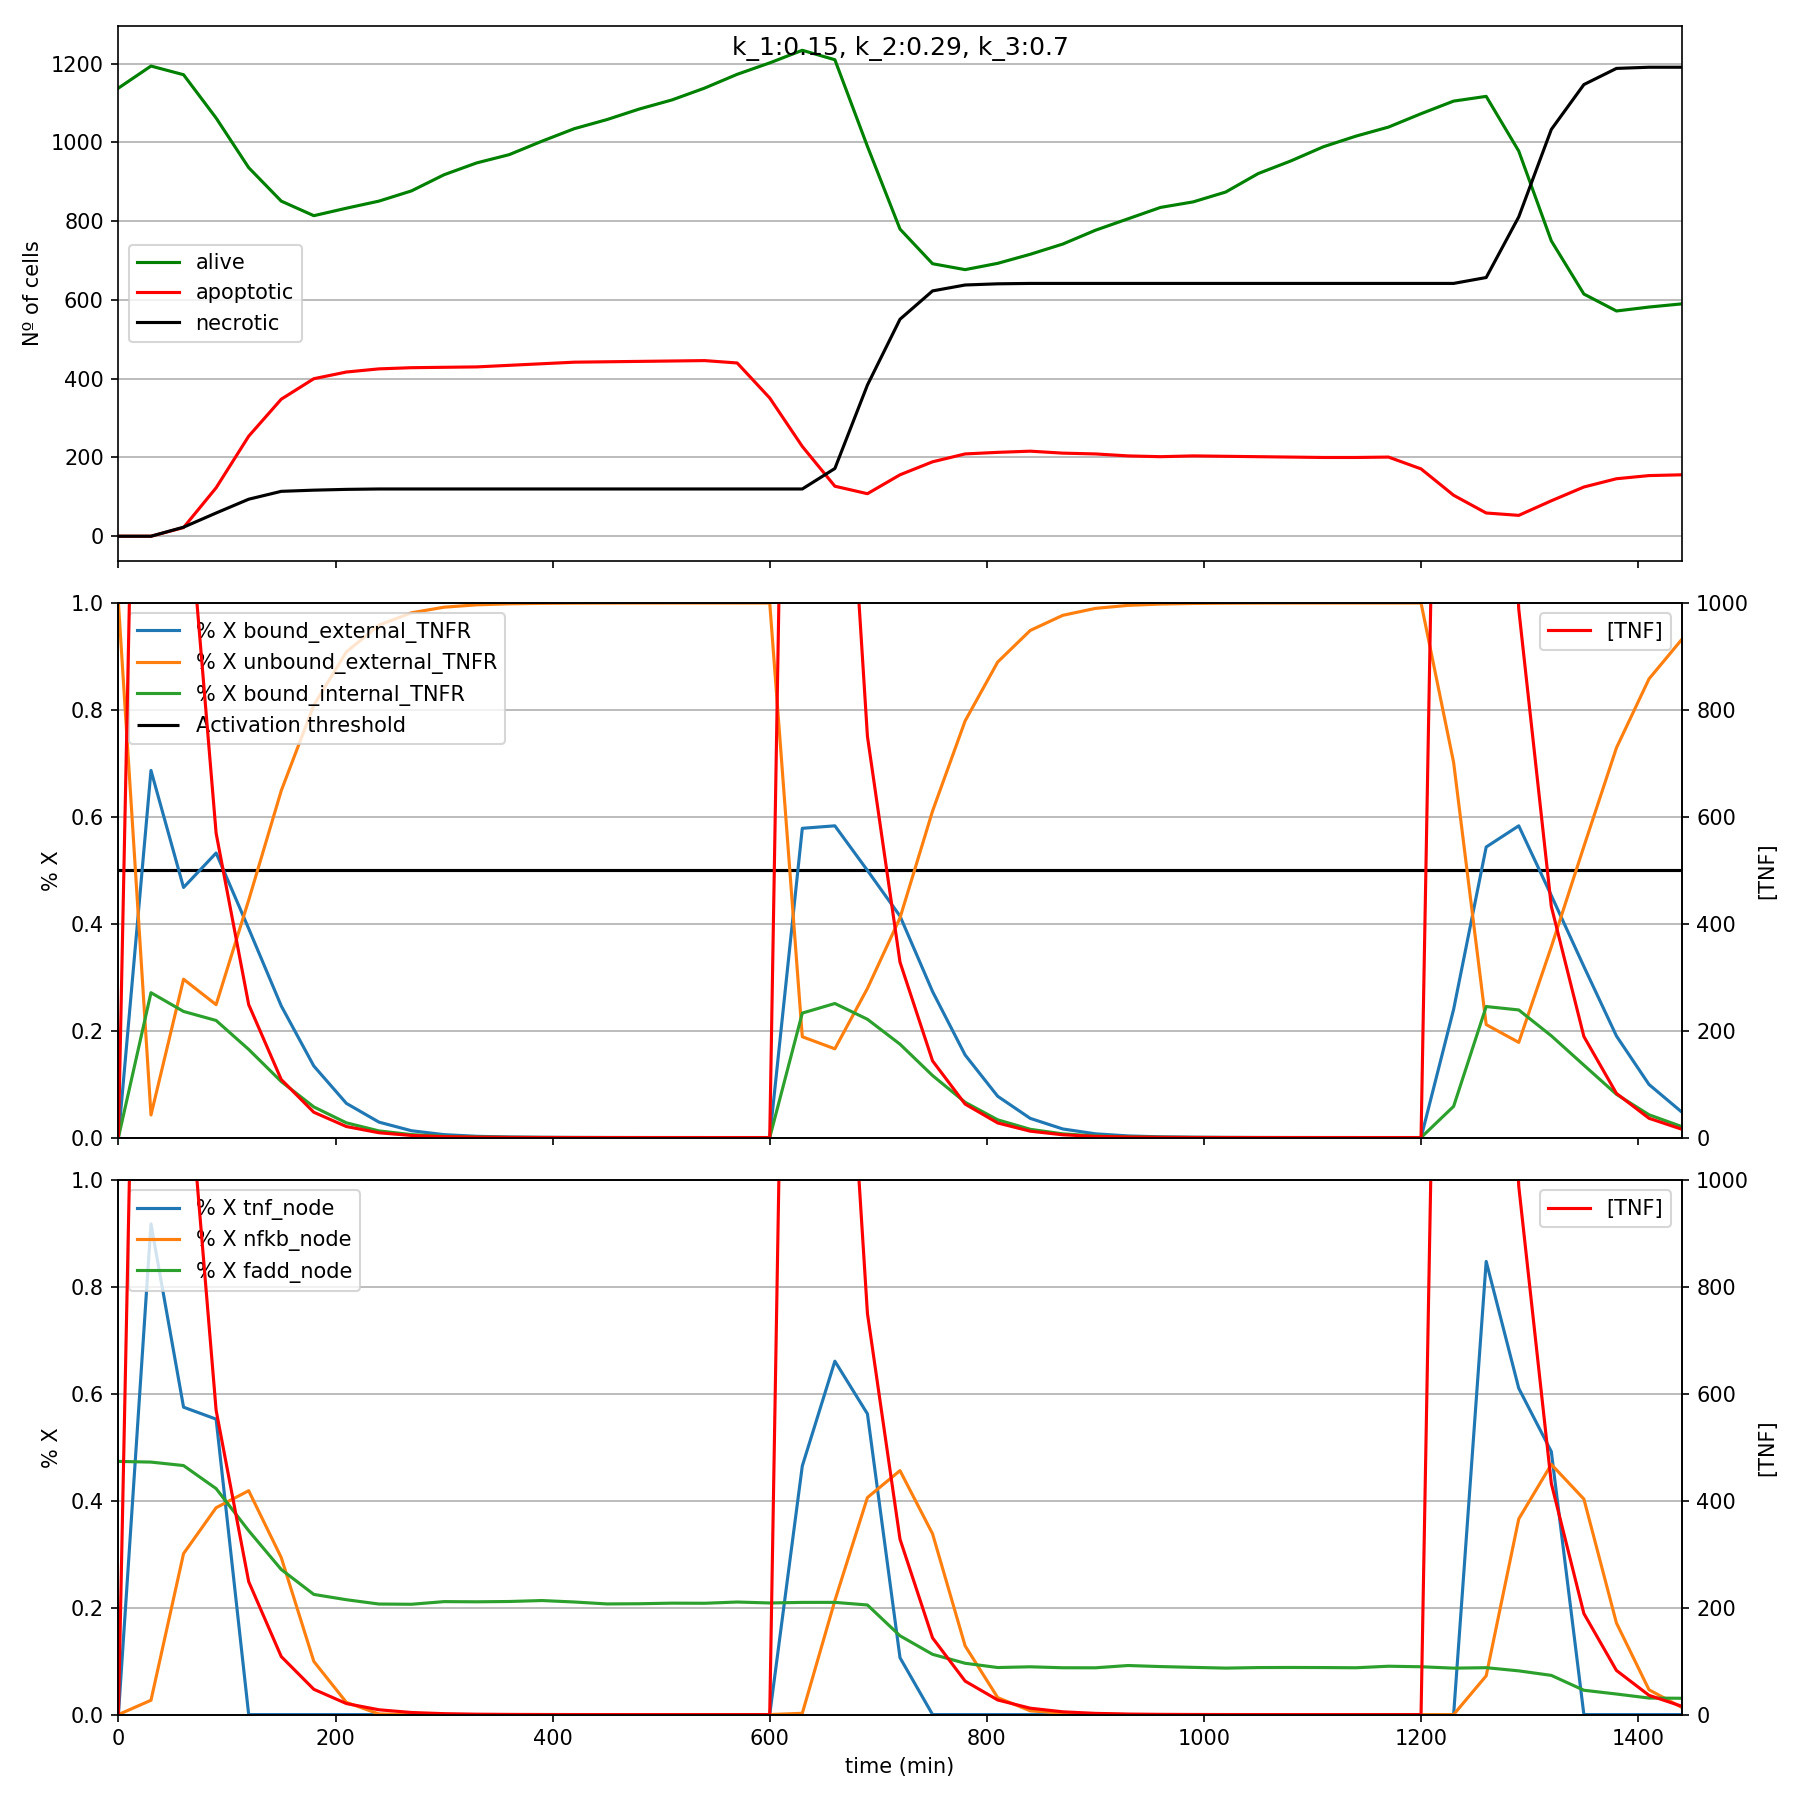 k_1:0.15, k_2:0.29, k_3:0.7
1200
1000
800
600
400
200
0
Nº of cells
alive
apoptotic
necrotic
1.0
0.8
0.6
0.4
0.2
0.0
% X
% X bound_external_TNFR
% X unbound_external_TNFR
% X bound_internal_TNFR
Activation threshold
[TNF]
1000
800
600
400
200
0
[TNF]
1.0
0.8
0.6
0.4
0.2
0.0
% X
% X tnf_node
% X nfkb_node
% X fadd_node
[TNF]
1000
800
600
400
200
0
[TNF]
0 200 400 600 800 1000 1200 1400
time (min)